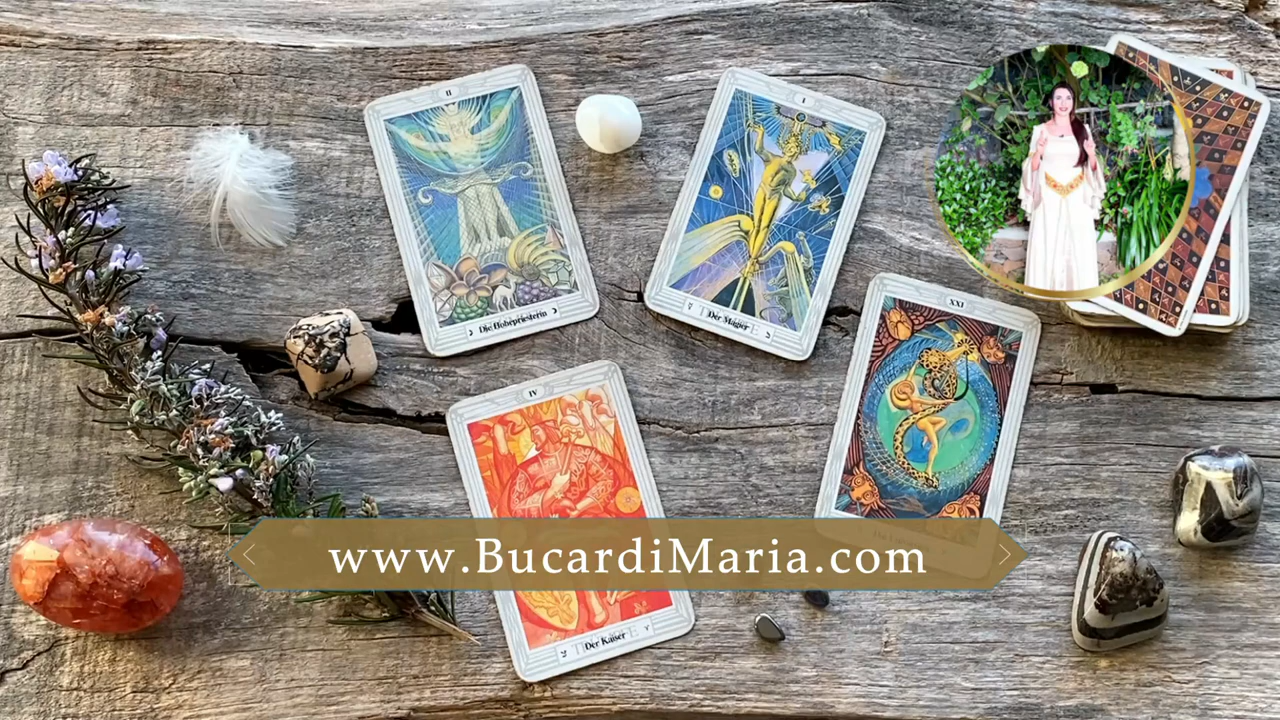 II
Die Hohepriesterin
I
Der Magier
XXI
IV
www.BucardiMaria.com
Der Kaiser